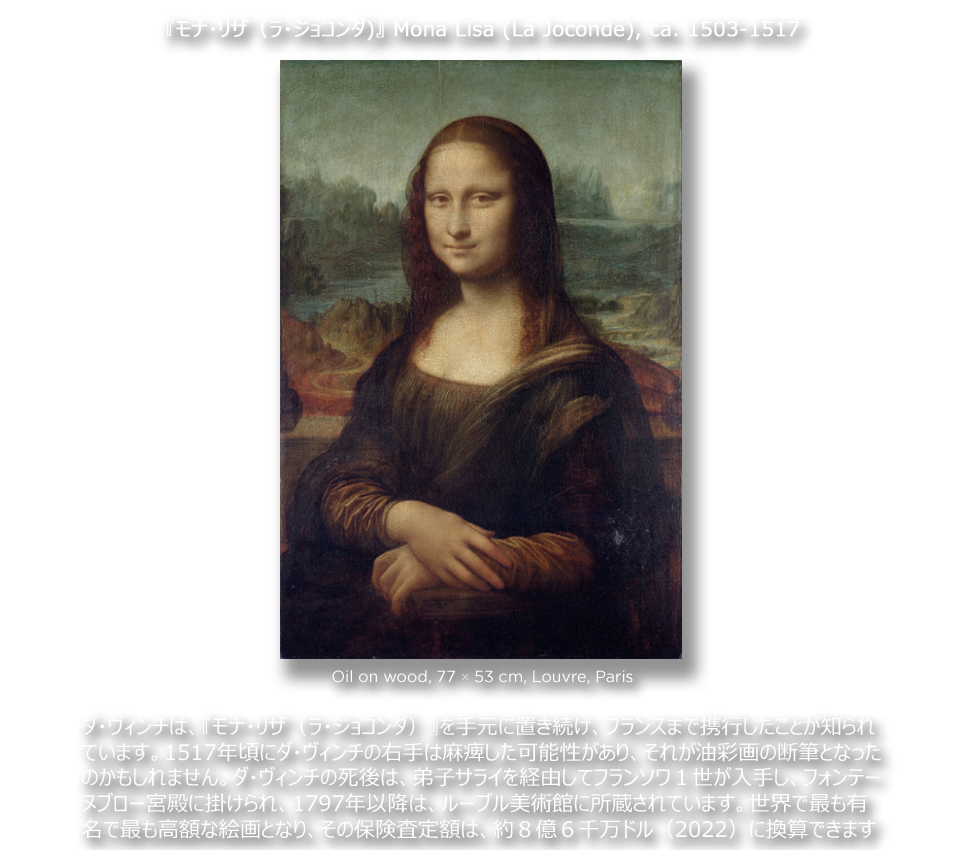 『モナ・リザ（ラ・ジョコンダ)』 Mona Lisa (La Joconde), ca. 1503-1517
Oil on wood, 77 × 53 cm, Louvre, Paris
ダ・ヴィンチは、『モナ・リザ（ラ・ジョコンダ）』を手元に置き続け、フランスまで携行したことが知られ
ています。1517年頃にダ・ヴィンチの右手は麻痺した可能性があり、それが油彩画の断筆となった
のかもしれません。ダ・ヴィンチの死後は、弟子サライを経由してフランソワ１世が入手し、フォンテー
ヌブロー宮殿に掛けられ、1797年以降は、ルーブル美術館に所蔵されています。世界で最も有
名で最も高額な絵画となり、その保険査定額は、約８億６千万ドル（2022）に換算できます